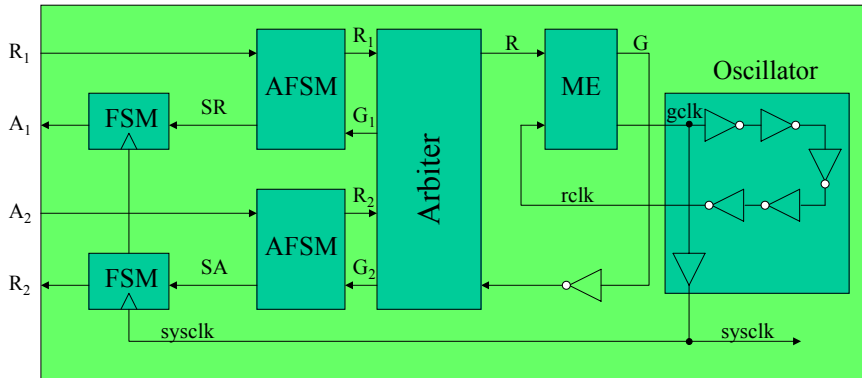 R1
R1
R
G
Oscillator
AFSM
ME
FSM
SR
A1
G1
gclk
Arbiter
A2
R2
rclk
AFSM
FSM
SA
G2
R2
sysclk
sysclk